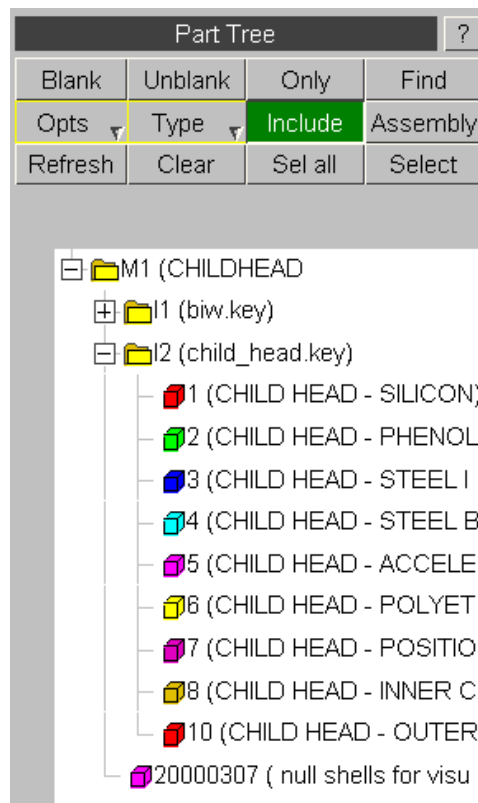 Part Tree ?
Blank Unblank Only Find
Opts Type Include Assembly
Refresh Clear Sel all Select
M1 (CHILDHEAD
I1 (biw.key)
I2 (child_head.key)
1 (CHILD HEAD - SILICON)
2 (CHILD HEAD - PHENOL
3 (CHILD HEAD - STEEL I
4 (CHILD HEAD - STEEL B
5 (CHILD HEAD - ACCELE
6 (CHILD HEAD - POLYET
7 (CHILD HEAD - POSITIO
8 (CHILD HEAD - INNER C
10 (CHILD HEAD - OUTER
20000307 ( null shells for visu